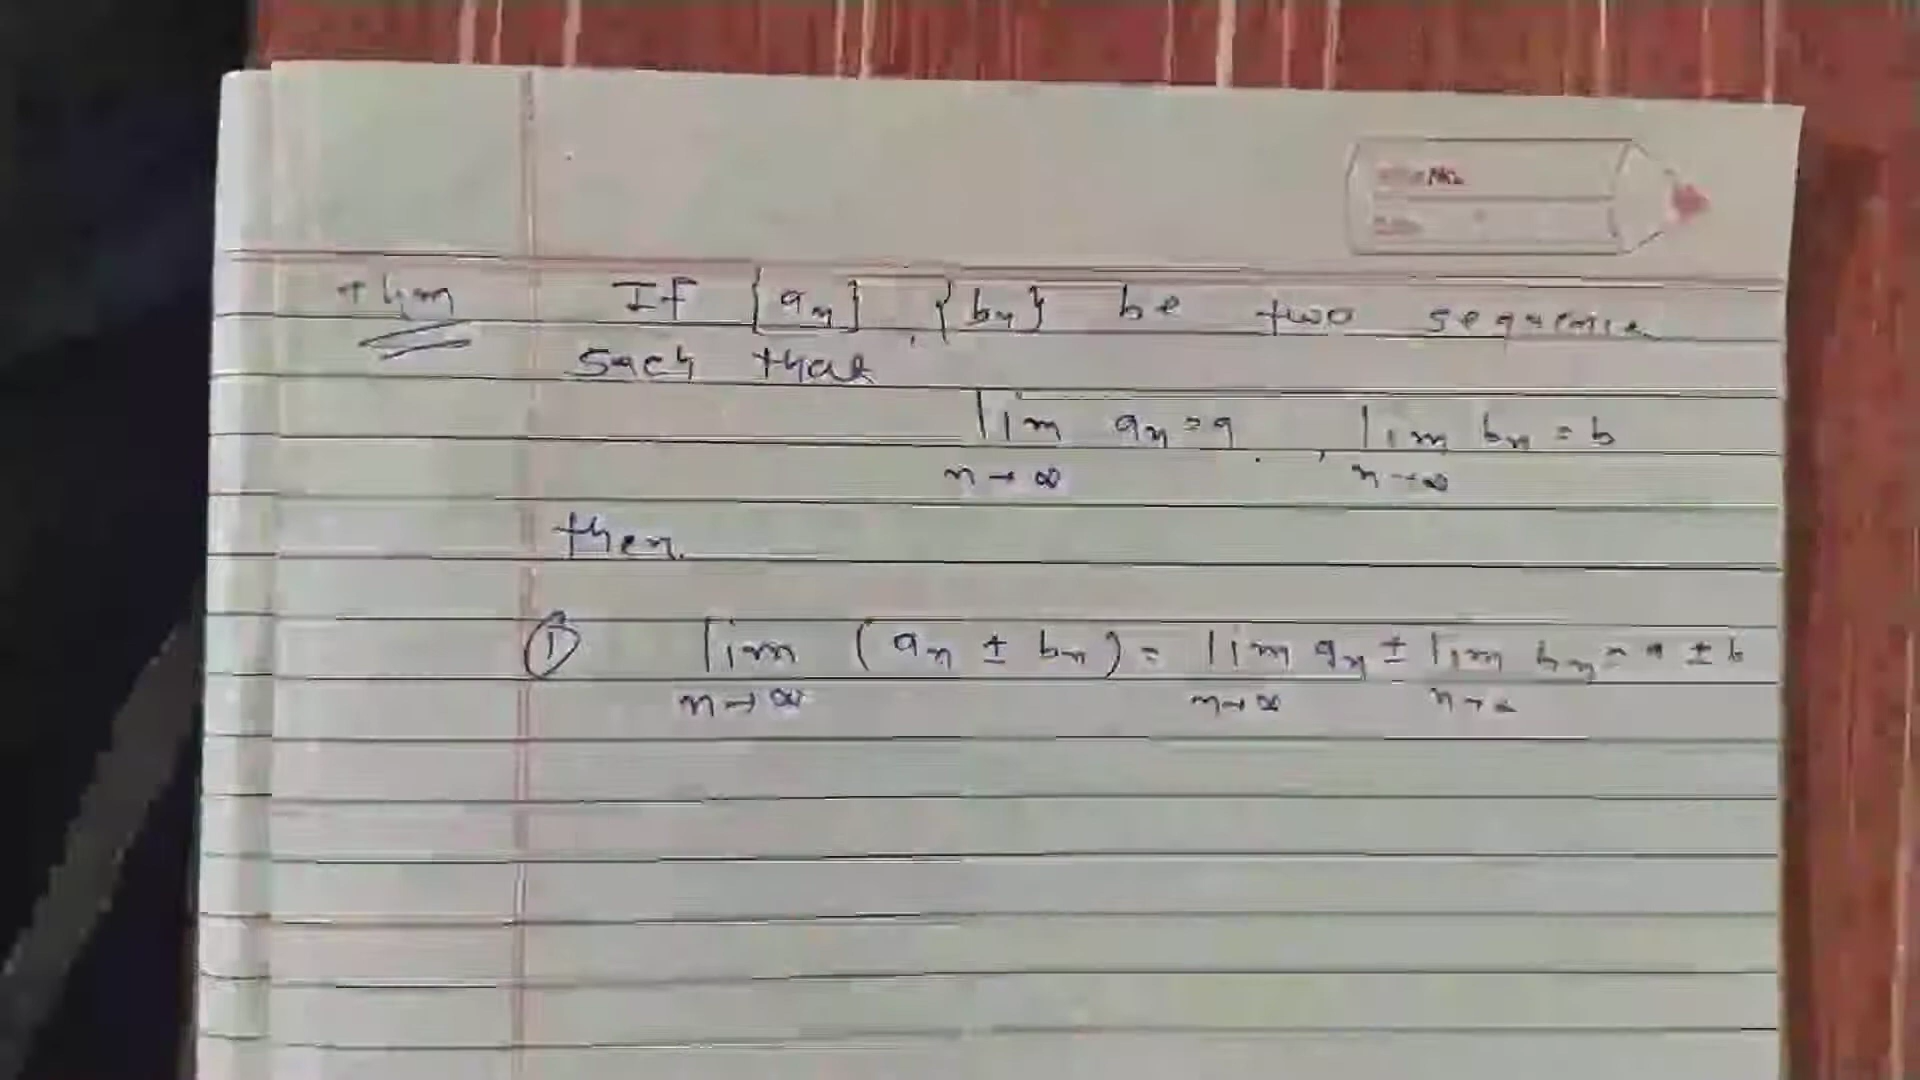 thm If {an}, {bn} be two sequence
such that
lim an = a, lim bn = b
n→∞ n→∞
then.
① lim (an ± bn) = lim an ± lim bn = a ± b
n→∞ n→∞ n→∞